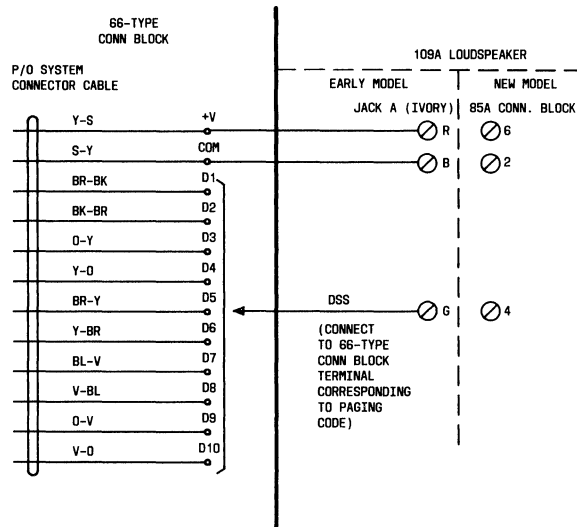 66-TYPE
CONN BLOCK
P/O SYSTEM
CONNECTOR CABLE
109A LOUDSPEAKER
EARLY MODEL
NEW MODEL
JACK A (IVORY)
85A CONN. BLOCK
Y-S
+V
R
6
S-Y
COM
B
2
BR-BK
D1
BK-BR
D2
O-Y
D3
Y-O
D4
BR-Y
D5
DSS
G
4
Y-BR
D6
BL-V
D7
V-BL
D8
O-V
D9
V-O
D10
(CONNECT
TO 66-TYPE
CONN BLOCK
TERMINAL
CORRESPONDING
TO PAGING
CODE)